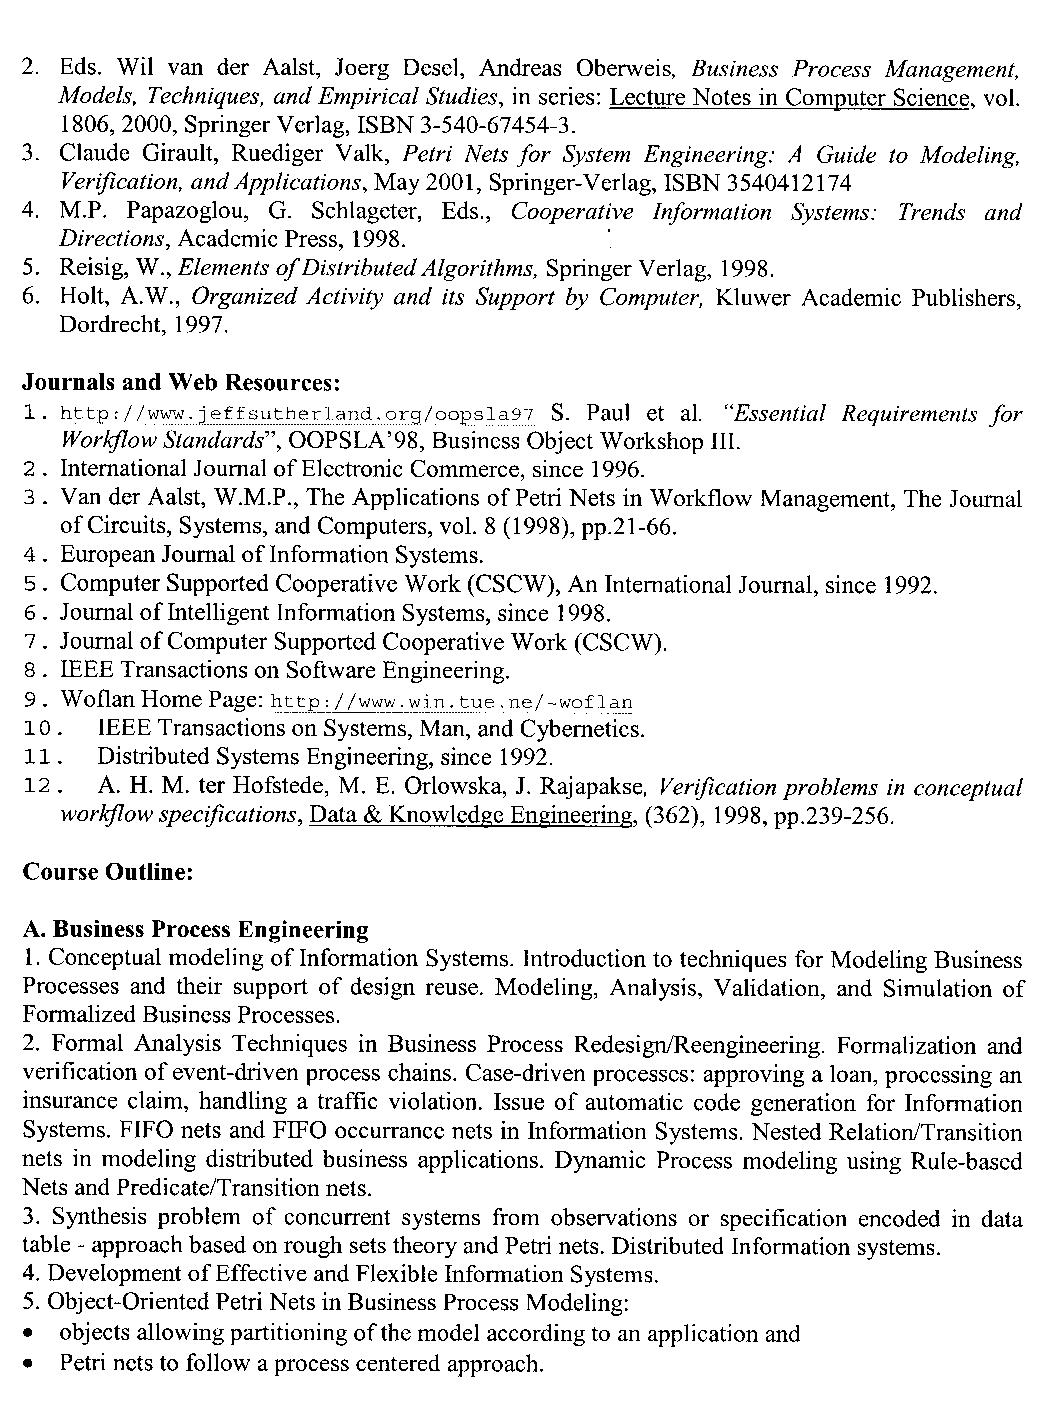 2. Eds. Wil van der Aalst, Joerg Desel, Andreas Oberweis, Business Process Management,
Models, Techniques, and Empirical Studies, in series: Lecture Notes in Computer Science, vol.
1806, 2000, Springer Verlag, ISBN 3-540-67454-3.
3. Claude Girault, Ruediger Valk, Petri Nets for System Engineering: A Guide to Modeling,
Verification, and Applications, May 2001, Springer-Verlag, ISBN 3540412174
4. M.P. Papazoglou, G. Schlageter, Eds., Cooperative Information Systems: Trends and
Directions, Academic Press, 1998.
5. Reisig, W., Elements of Distributed Algorithms, Springer Verlag, 1998.
6. Holt, A.W., Organized Activity and its Support by Computer, Kluwer Academic Publishers,
Dordrecht, 1997.
Journals and Web Resources:
1. http://www.jeffsutherland.org/oopsla97 S. Paul et al. “Essential Requirements for
Workflow Standards”, OOPSLA’98, Business Object Workshop III.
2. International Journal of Electronic Commerce, since 1996.
3. Van der Aalst, W.M.P., The Applications of Petri Nets in Workflow Management, The Journal
of Circuits, Systems, and Computers, vol. 8 (1998), pp.21-66.
4. European Journal of Information Systems.
5. Computer Supported Cooperative Work (CSCW), An International Journal, since 1992.
6. Journal of Intelligent Information Systems, since 1998.
7. Journal of Computer Supported Cooperative Work (CSCW).
8. IEEE Transactions on Software Engineering.
9. Woflan Home Page: http://www.win.tue.ne/~woflan
10. IEEE Transactions on Systems, Man, and Cybernetics.
11. Distributed Systems Engineering, since 1992.
12. A. H. M. ter Hofstede, M. E. Orlowska, J. Rajapakse, Verification problems in conceptual
workflow specifications, Data & Knowledge Engineering, (362), 1998, pp.239-256.
Course Outline:
A. Business Process Engineering
1. Conceptual modeling of Information Systems. Introduction to techniques for Modeling Business
Processes and their support of design reuse. Modeling, Analysis, Validation, and Simulation of
Formalized Business Processes.
2. Formal Analysis Techniques in Business Process Redesign/Reengineering. Formalization and
verification of event-driven process chains. Case-driven processes: approving a loan, processing an
insurance claim, handling a traffic violation. Issue of automatic code generation for Information
Systems. FIFO nets and FIFO occurrance nets in Information Systems. Nested Relation/Transition
nets in modeling distributed business applications. Dynamic Process modeling using Rule-based
Nets and Predicate/Transition nets.
3. Synthesis problem of concurrent systems from observations or specification encoded in data
table - approach based on rough sets theory and Petri nets. Distributed Information systems.
4. Development of Effective and Flexible Information Systems.
5. Object-Oriented Petri Nets in Business Process Modeling:
• objects allowing partitioning of the model according to an application and
• Petri nets to follow a process centered approach.